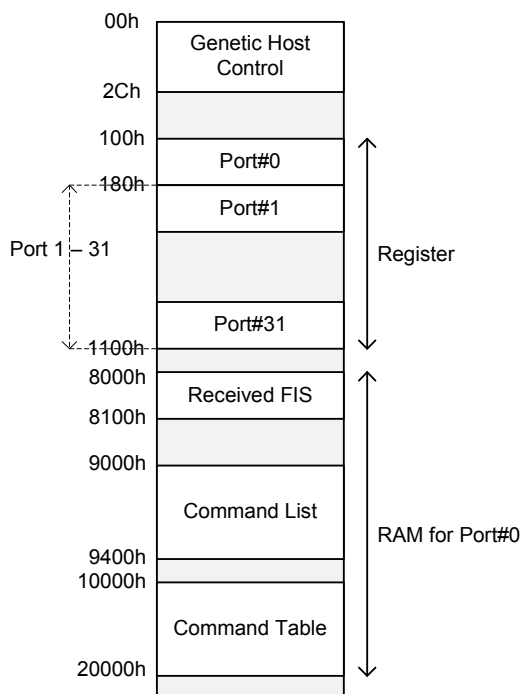 00h
Genetic Host
Control
2Ch
100h
Port#0
180h
Port#1
Port 1 – 31
Register
Port#31
1100h
8000h
Received FIS
8100h
9000h
Command List
RAM for Port#0
9400h
10000h
Command Table
20000h